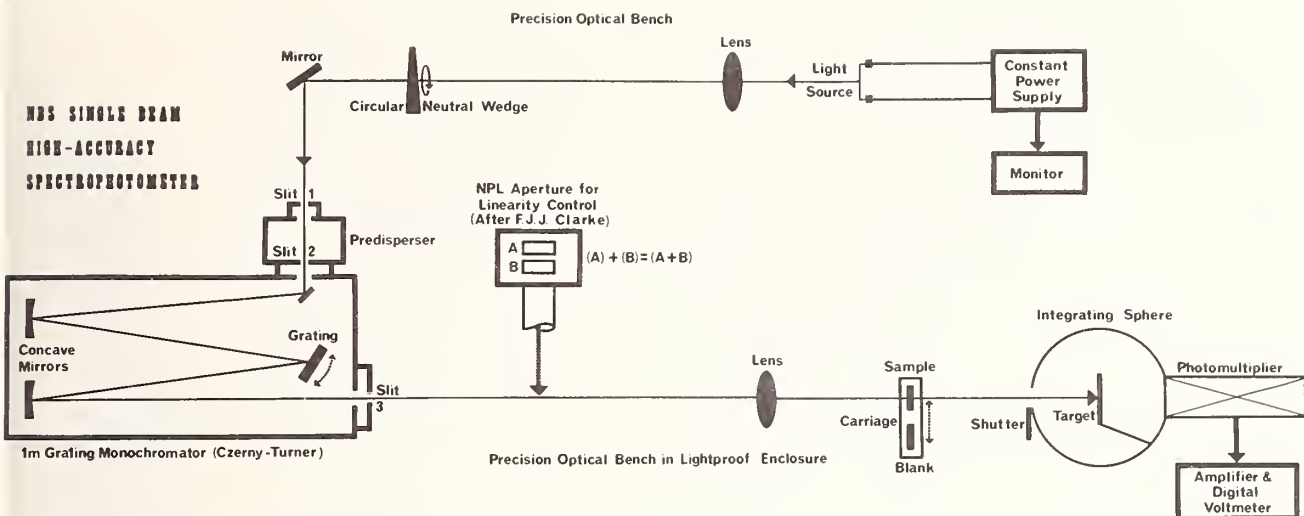 Precision Optical Bench
Mirror
Lens
Light
Source
Constant
Power
Supply
Circular Neutral Wedge
NBS SINGLE BEAM
HIGH-ACCURACY
SPECTROPHOTOMETER
Monitor
Slit 1
NPL Aperture for
Linearity Control
(After F.J.J. Clarke)
Predisperser
Slit 2
A
B
(A) + (B) = (A+B)
Grating
Concave
Mirrors
Slit
3
Lens
Sample
Carriage
Blank
Integrating Sphere
Photomultiplier
Shutter
Target
1m Grating Monochromator (Czerny-Turner)
Precision Optical Bench in Lightproof Enclosure
Amplifier &
Digital
Voltmeter